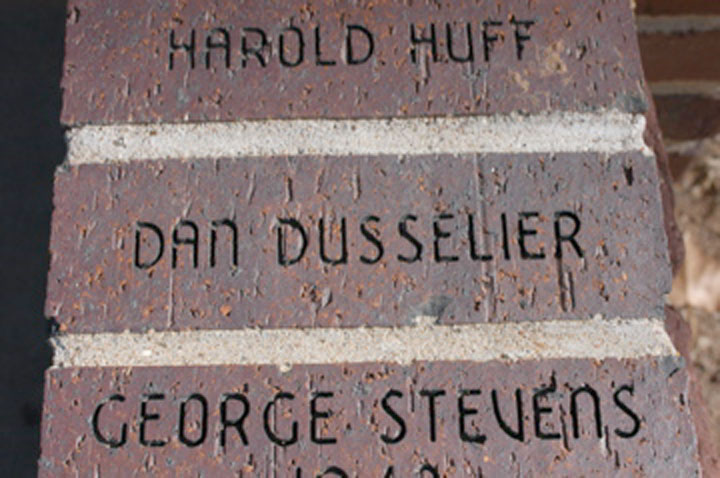 HAROLD HUFF
DAN DUSSELIER
GEORGE STEVENS